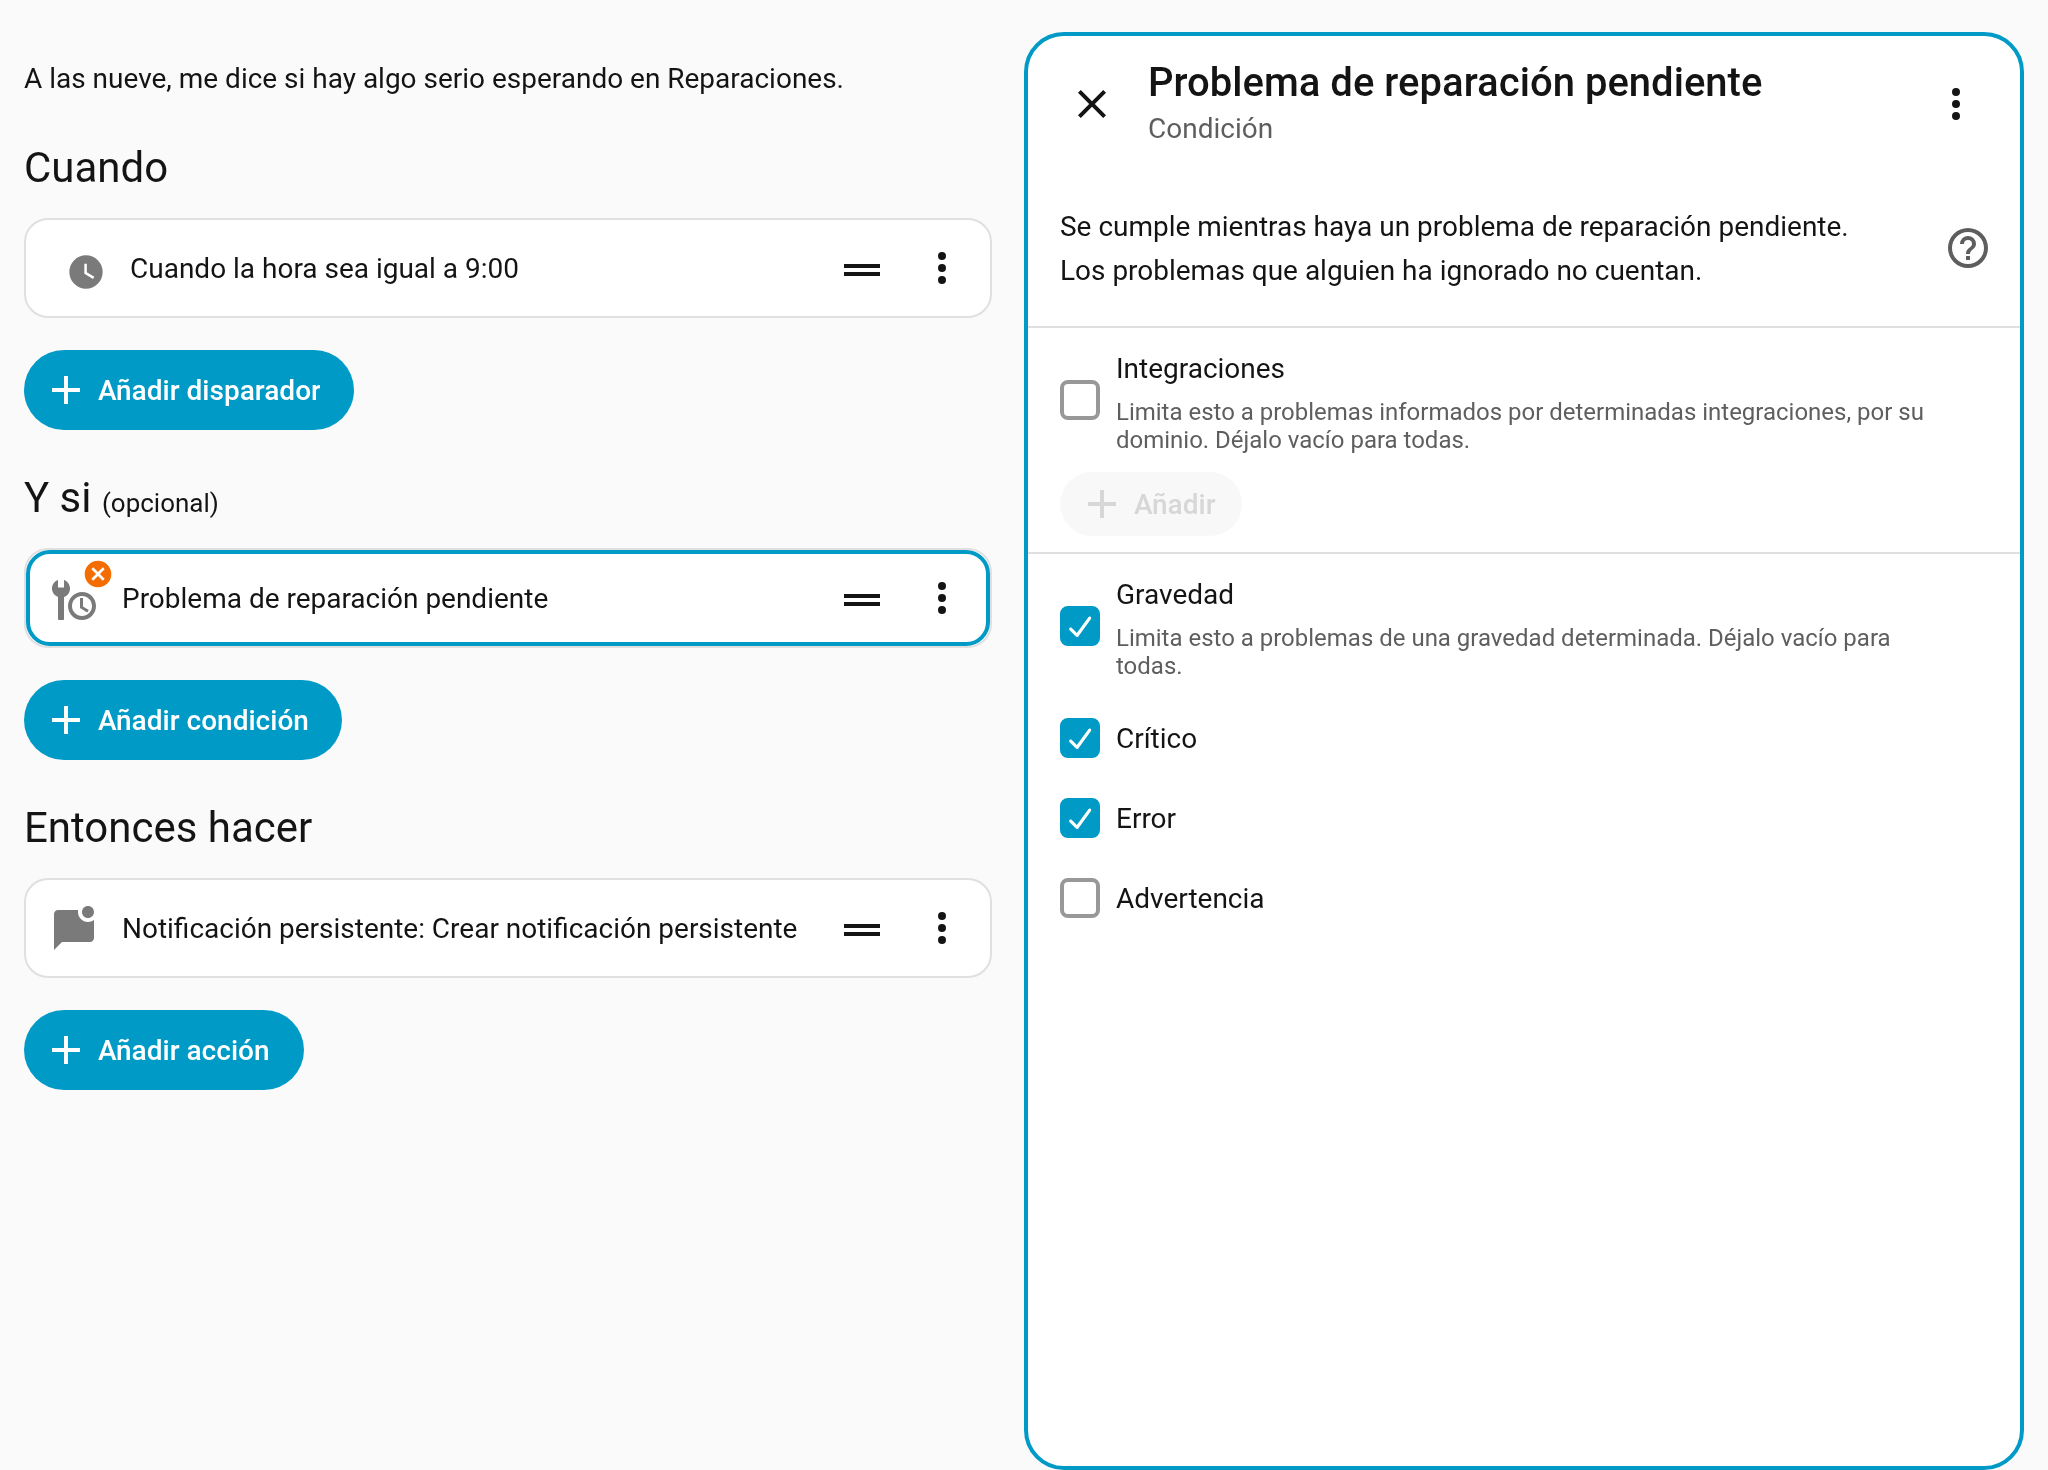 A las nueve, me dice si hay algo serio esperando en Reparaciones.
Cuando
Cuando la hora sea igual a 9:00
Añadir disparador
Y si (opcional)
Problema de reparación pendiente
Añadir condición
Entonces hacer
Notificación persistente: Crear notificación persistente
Añadir acción
Problema de reparación pendiente
Condición
Se cumple mientras haya un problema de reparación pendiente.
Los problemas que alguien ha ignorado no cuentan.
Integraciones
Limita esto a problemas informados por determinadas integraciones, por su
dominio. Déjalo vacío para todas.
Añadir
Gravedad
Limita esto a problemas de una gravedad determinada. Déjalo vacío para
todas.
Crítico
Error
Advertencia